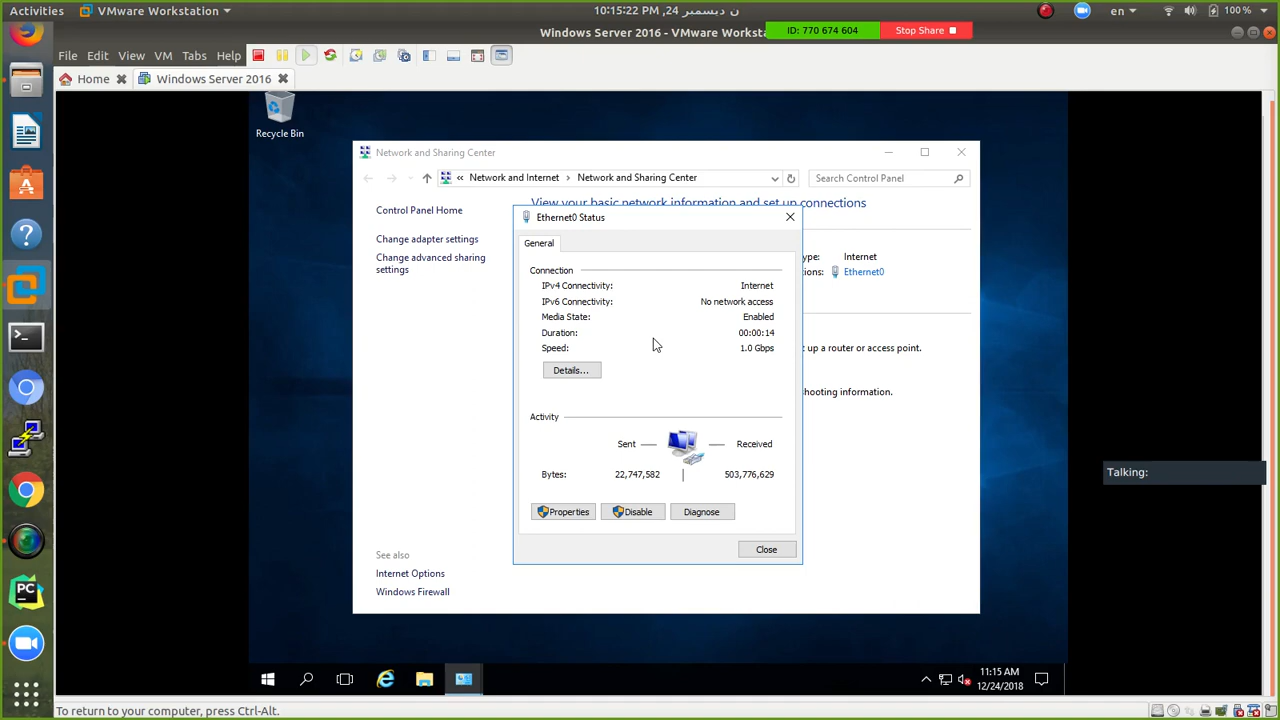 Activities
VMware Workstation
ن ديسمبر 24, 10:15:22 PM
en
100 %
Windows Server 2016 - VMware Worksta
ID: 770 674 604
Stop Share
File Edit View VM Tabs Help
Home
Windows Server 2016
Recycle Bin
Network and Sharing Center
« Network and Internet > Network and Sharing Center
Search Control Panel
Control Panel Home
View your basic network information and set up connections
Ethernet0 Status
Change adapter settings
Change advanced sharing
settings
General
ype: Internet
ions: Ethernet0
Connection
IPv4 Connectivity: Internet
IPv6 Connectivity: No network access
Media State: Enabled
Duration: 00:00:14
Speed: 1.0 Gbps
Details...
up a router or access point.
hooting information.
Activity
Sent
Received
Bytes: 22,747,582 503,776,629
Properties
Disable
Diagnose
Close
See also
Internet Options
Windows Firewall
Talking:
11:15 AM
12/24/2018
To return to your computer, press Ctrl-Alt.